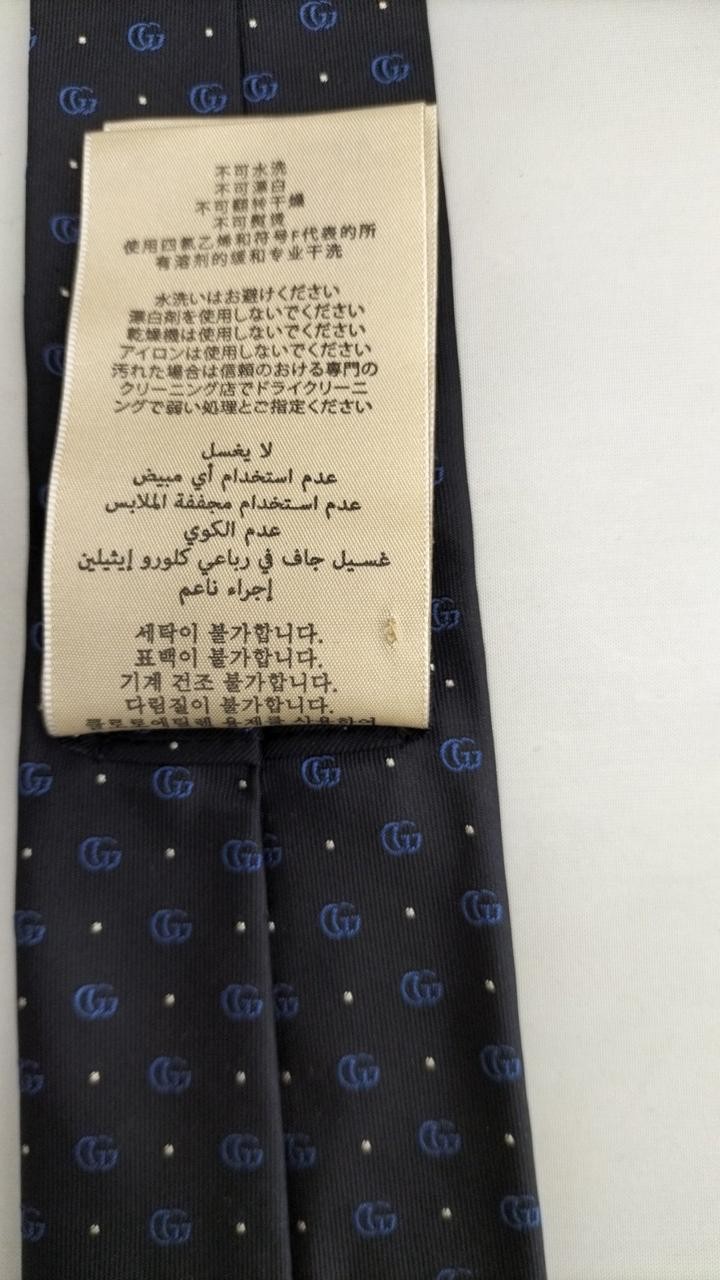 不可水洗
不可漂白
不可翻转干燥
不可熨烫
使用四氯乙烯和符号F代表的所
有溶剂的缓和专业干洗
水洗いはお避けください
漂白剤を使用しないでください
乾燥機は使用しないでください
アイロンは使用しないでください
汚れた場合は信頼のおける専門の
クリーニング店でドライクリーニ
ングで弱い処理とご指定ください
لا يغسل
عدم استخدام أي مبيض
عدم استخدام مجففة الملابس
عدم الكوي
غسيل جاف في رباعي كلورو إيثيلين
إجراء ناعم
세탁이 불가합니다.
표백이 불가합니다.
기계 건조 불가합니다.
다림질이 불가합니다.